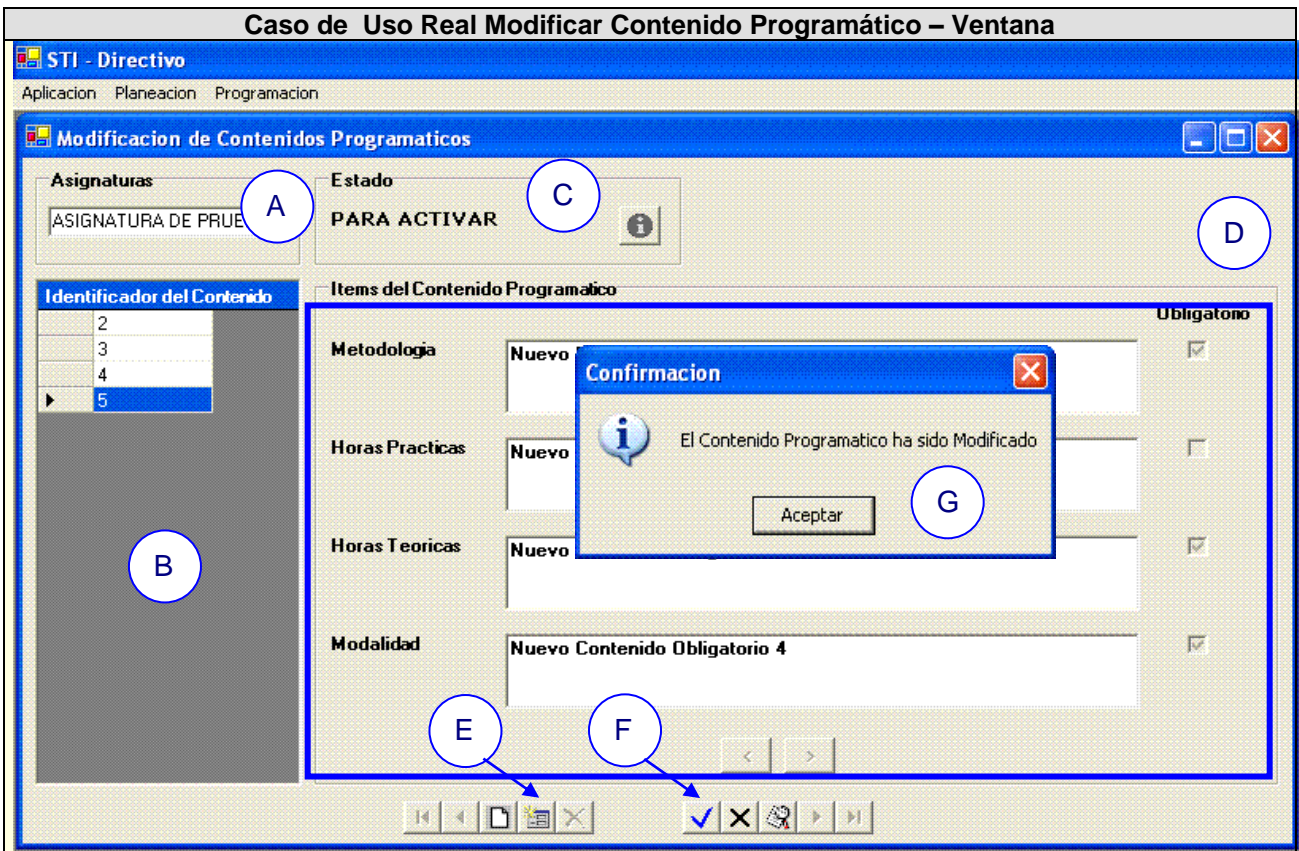 Caso de Uso Real Modificar Contenido Programático – Ventana
STI - Directivo
Aplicacion Planeacion Programacion
Modificacion de Contenidos Programaticos
Asignaturas
A
Estado
C
D
ASIGNATURA DE PRUE
PARA ACTIVAR
Identificador del Contenido
2
3
4
5
B
Items del Contenido Programatico
Obligatorio
Metodologia
Nuevo
Confirmacion
El Contenido Programatico ha sido Modificado
Aceptar
G
Horas Practicas
Nuevo
Horas Teoricas
Nuevo
Modalidad
Nuevo Contenido Obligatorio 4
E
F
< >